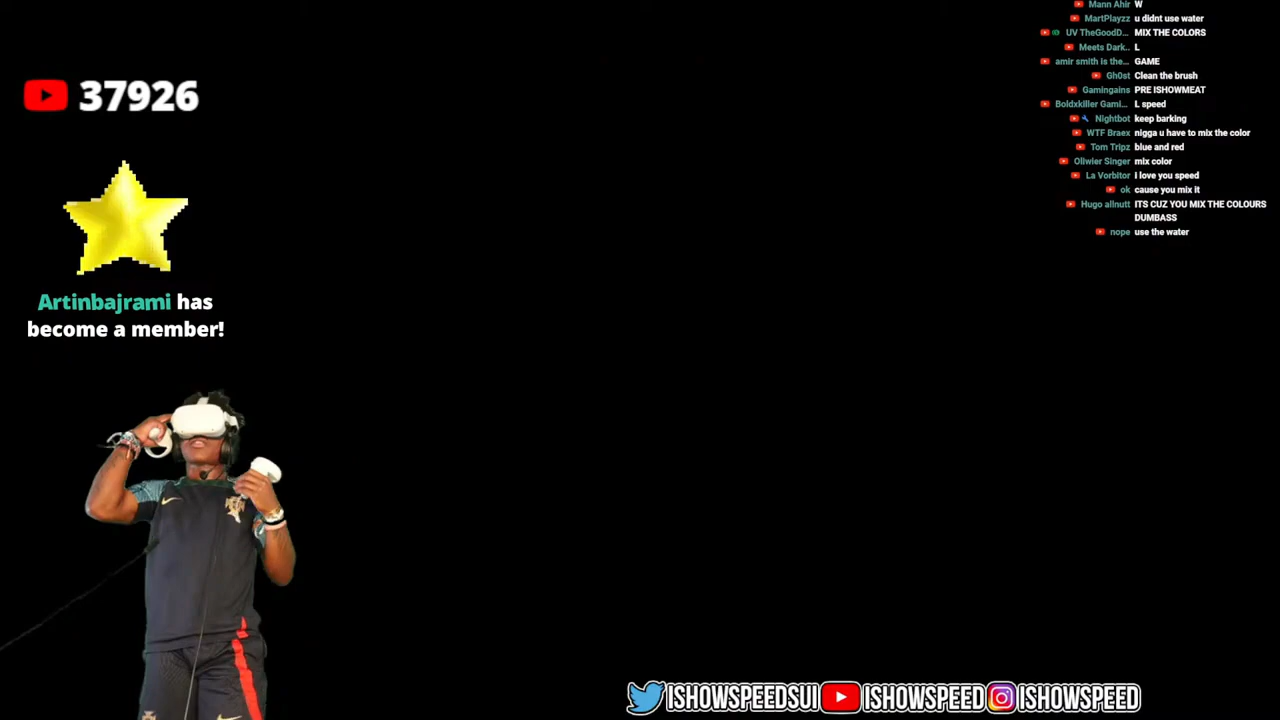 37926
Artinbajrami has
become a member!
Mann Ahir W
MartPlayzz u didnt use water
UV TheGoodD... MIX THE COLORS
Meets Dark.. L
amir smith is the... GAME
Gh0st Clean the brush
Gamingains PRE ISHOWMEAT
Boldxkiller Gami... L speed
Nightbot keep barking
WTF Braex nigga u have to mix the color
Tom Tripz blue and red
Oliwier Singer mix color
La Vorbitor i love you speed
ok cause you mix it
Hugo allnutt ITS CUZ YOU MIX THE COLOURS
DUMBASS
nope use the water
ISHOWSPEEDSUI ISHOWSPEED ISHOWSPEED